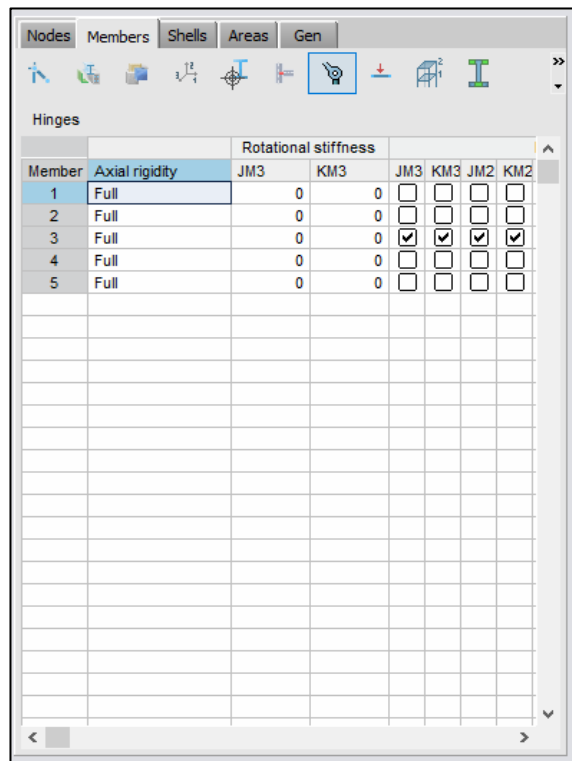 Nodes Members Shells Areas Gen
Hinges
Rotational stiffness
Member Axial rigidity JM3 KM3 JM3 KM3 JM2 KM2
1 Full 0 0
2 Full 0 0
3 Full 0 0
4 Full 0 0
5 Full 0 0